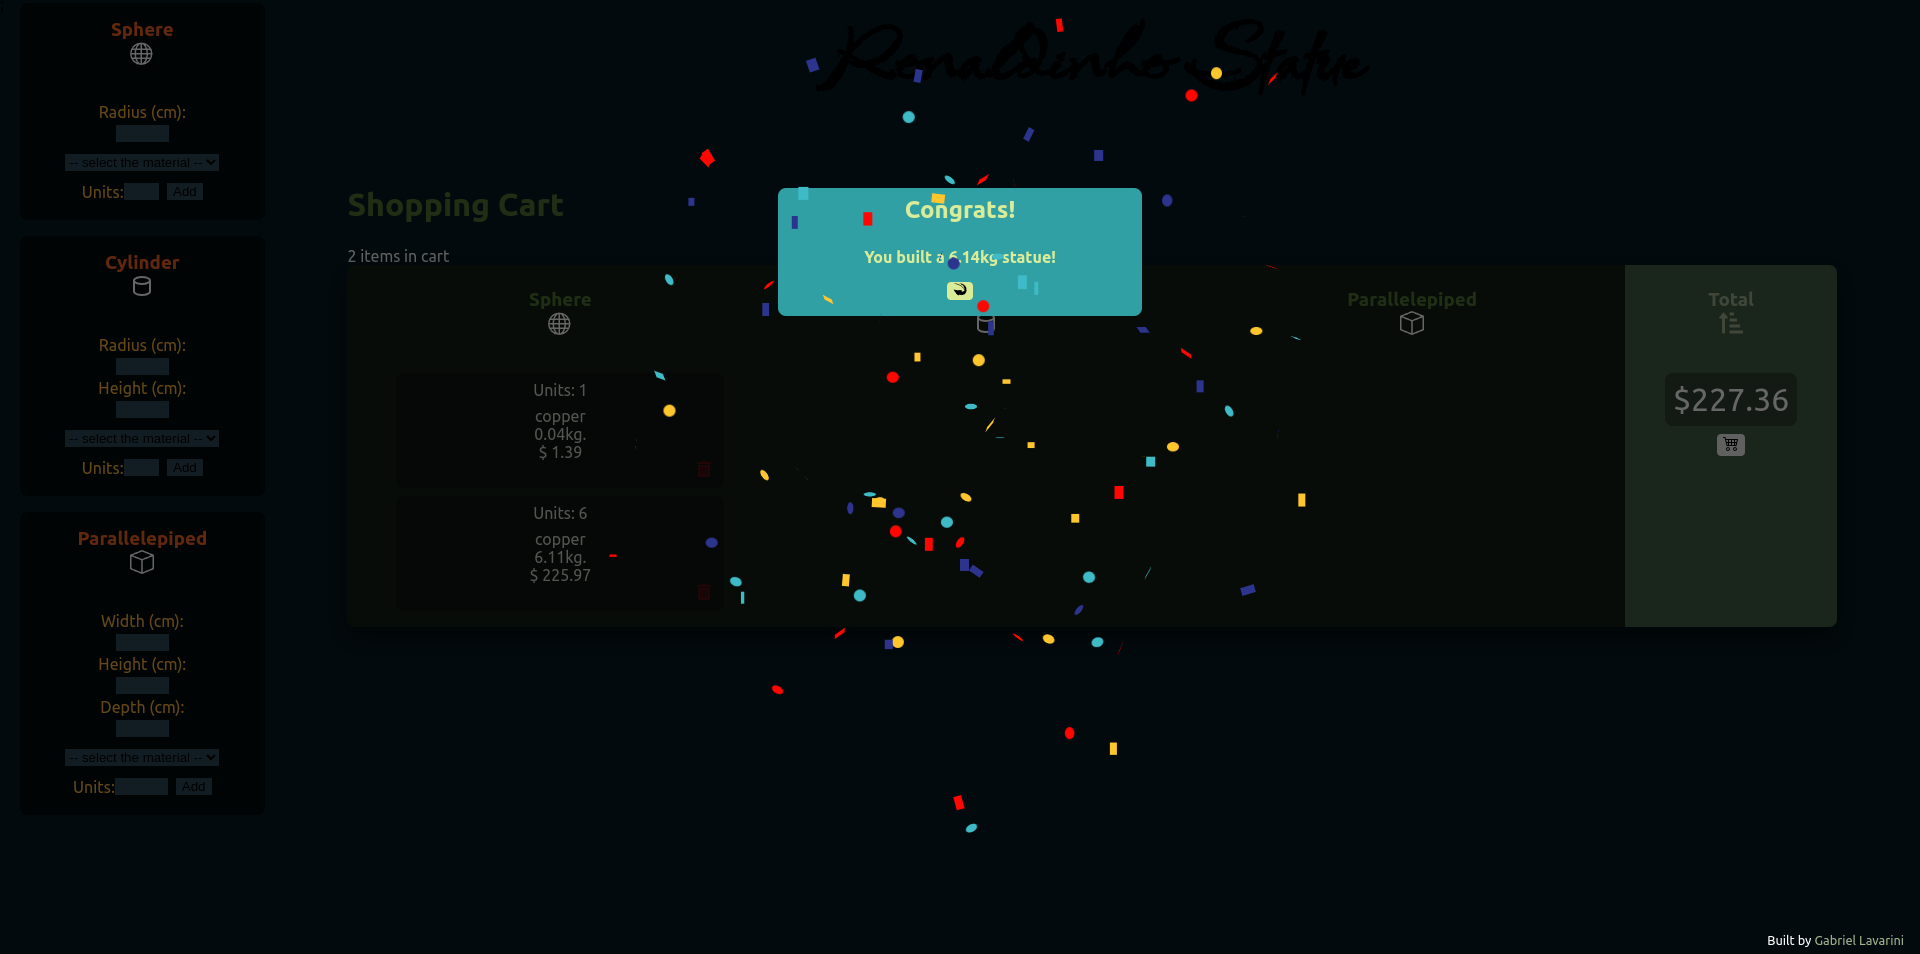 Ronaldinho Statue
Sphere
Radius (cm):
-- select the material --
Units:
Add
Cylinder
Radius (cm):
Height (cm):
-- select the material --
Units:
Add
Parallelepiped
Width (cm):
Height (cm):
Depth (cm):
-- select the material --
Units:
Add
Shopping Cart
2 items in cart
Congrats!
You built a 6.14kg statue!
Sphere
Units: 1
copper
0.04kg.
$ 1.39
Units: 6
copper
6.11kg.
$ 225.97
Parallelepiped
Total
$227.36
Built by Gabriel Lavarini